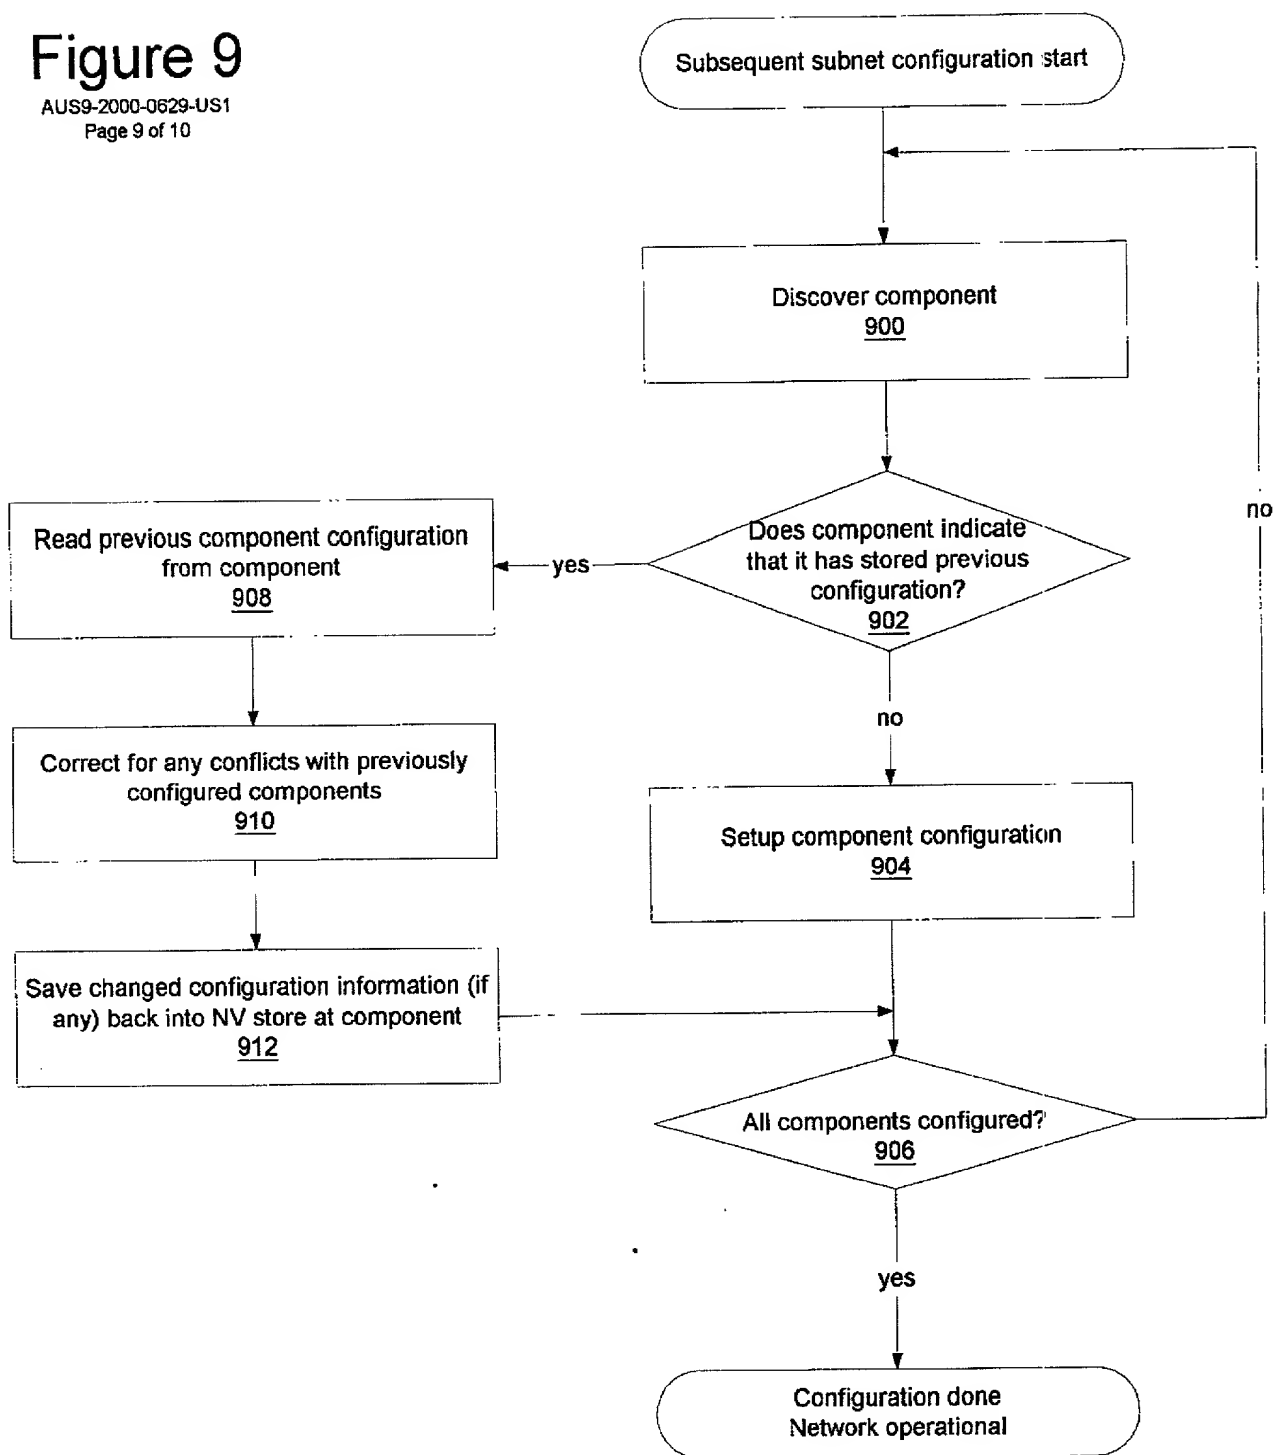 Figure 9
AUS9-2000-0629-US1
Page 9 of 10
Subsequent subnet configuration start
Discover component
900
Does component indicate
that it has stored previous
configuration?
902
yes
no
no
Read previous component configuration
from component
908
Correct for any conflicts with previously
configured components
910
Setup component configuration
904
Save changed configuration information (if
any) back into NV store at component
912
All components configured?
906
yes
Configuration done
Network operational